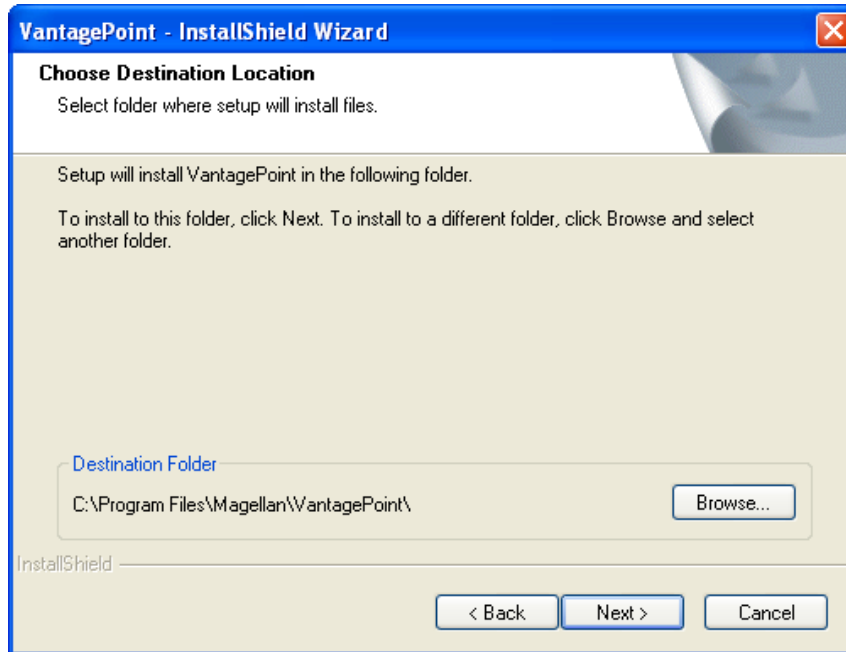 VantagePoint - InstallShield Wizard
Choose Destination Location
Select folder where setup will install files.
Setup will install VantagePoint in the following folder.
To install to this folder, click Next. To install to a different folder, click Browse and select
another folder.
Destination Folder
C:\Program Files\Magellan\VantagePoint\
Browse...
InstallShield
< Back
Next >
Cancel